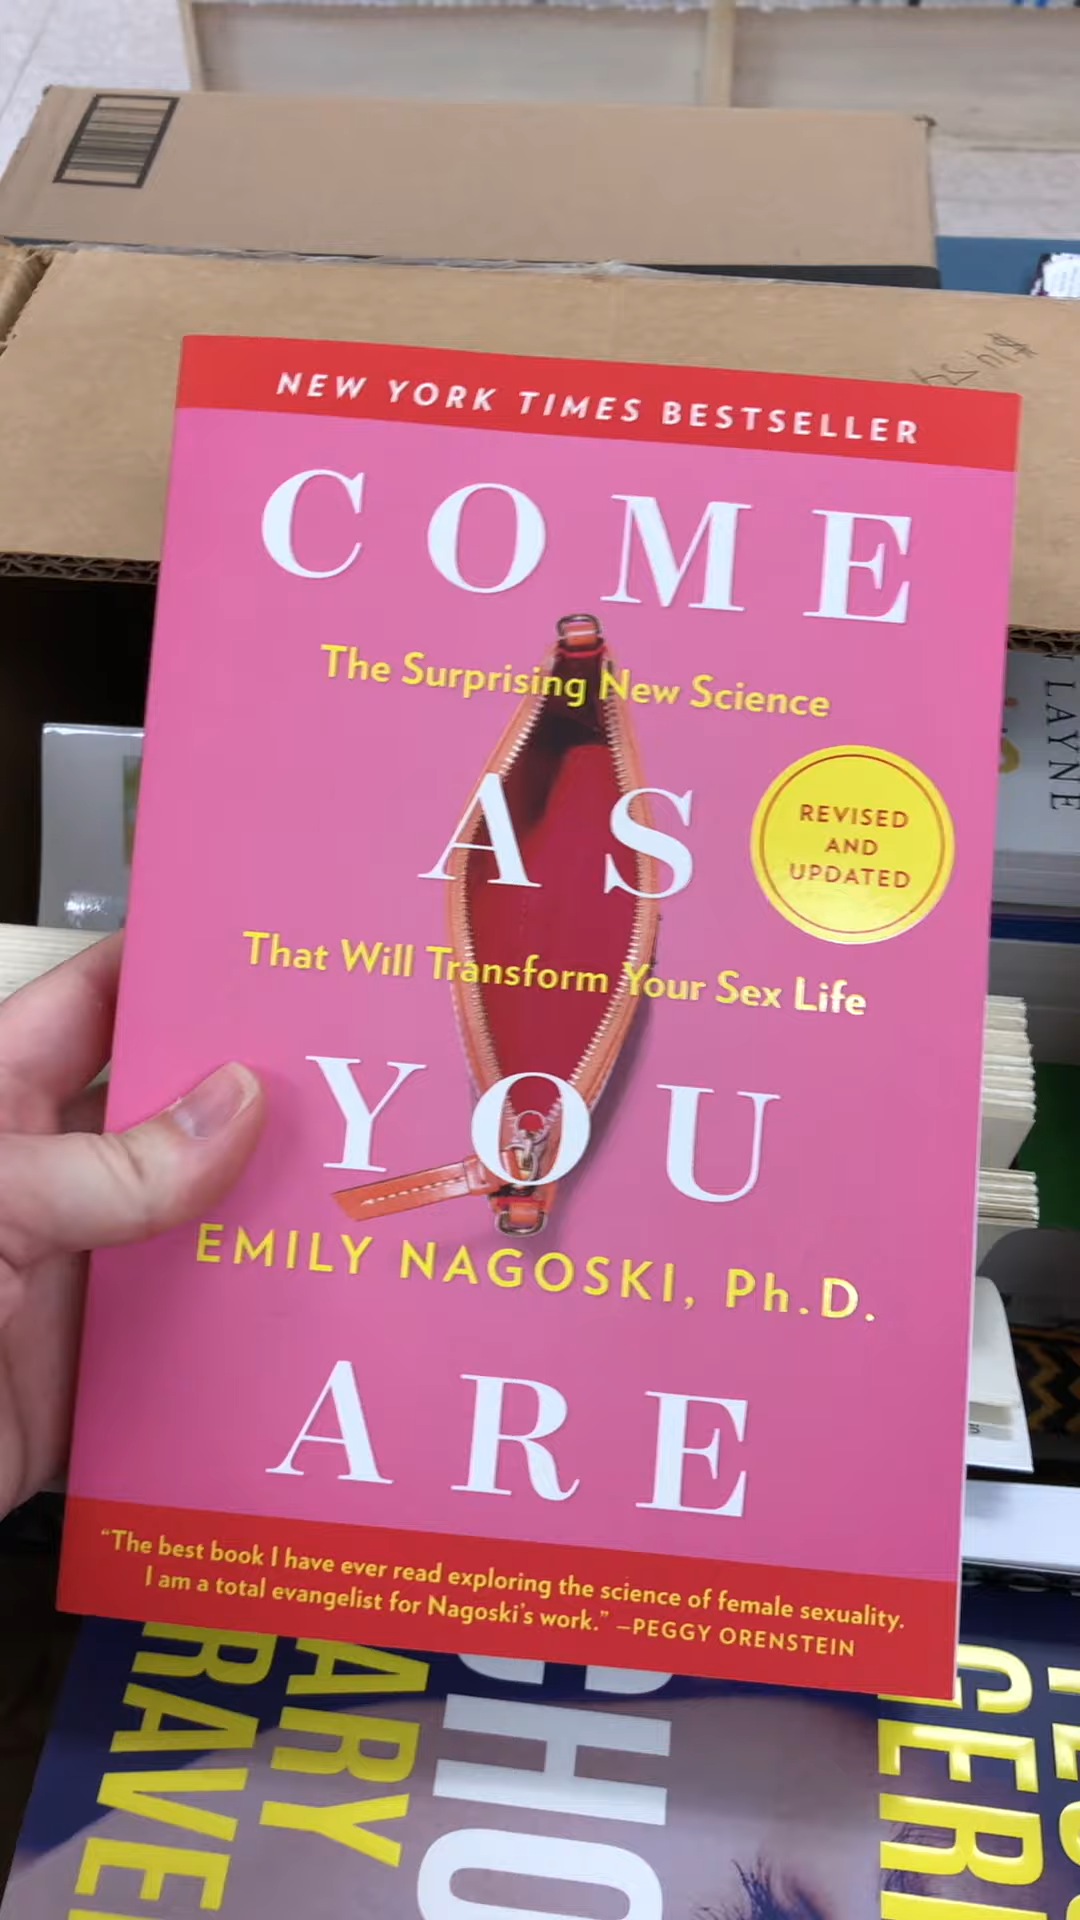 $14.54
NEW YORK TIMES BESTSELLER
COME
The Surprising New Science
AS
REVISED
AND
UPDATED
That Will Transform Your Sex Life
YOU
EMILY NAGOSKI, Ph.D.
ARE
"The best book I have ever read exploring the science of female sexuality.
I am a total evangelist for Nagoski's work." —PEGGY ORENSTEIN
LAYNE